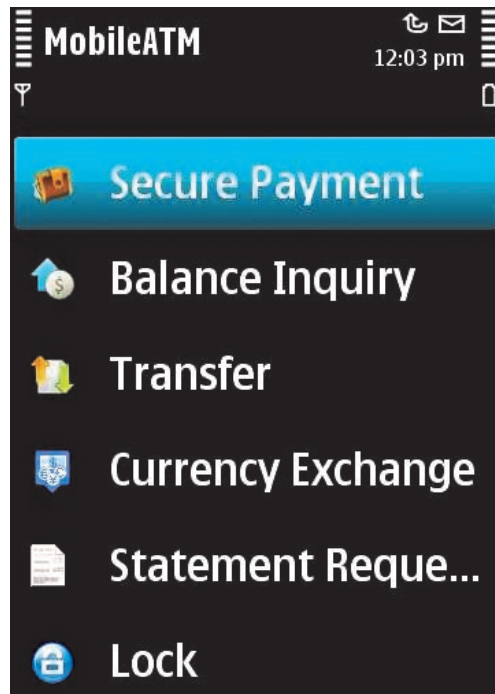 MobileATM
12:03 pm
Secure Payment
Balance Inquiry
Transfer
Currency Exchange
Statement Reque...
Lock